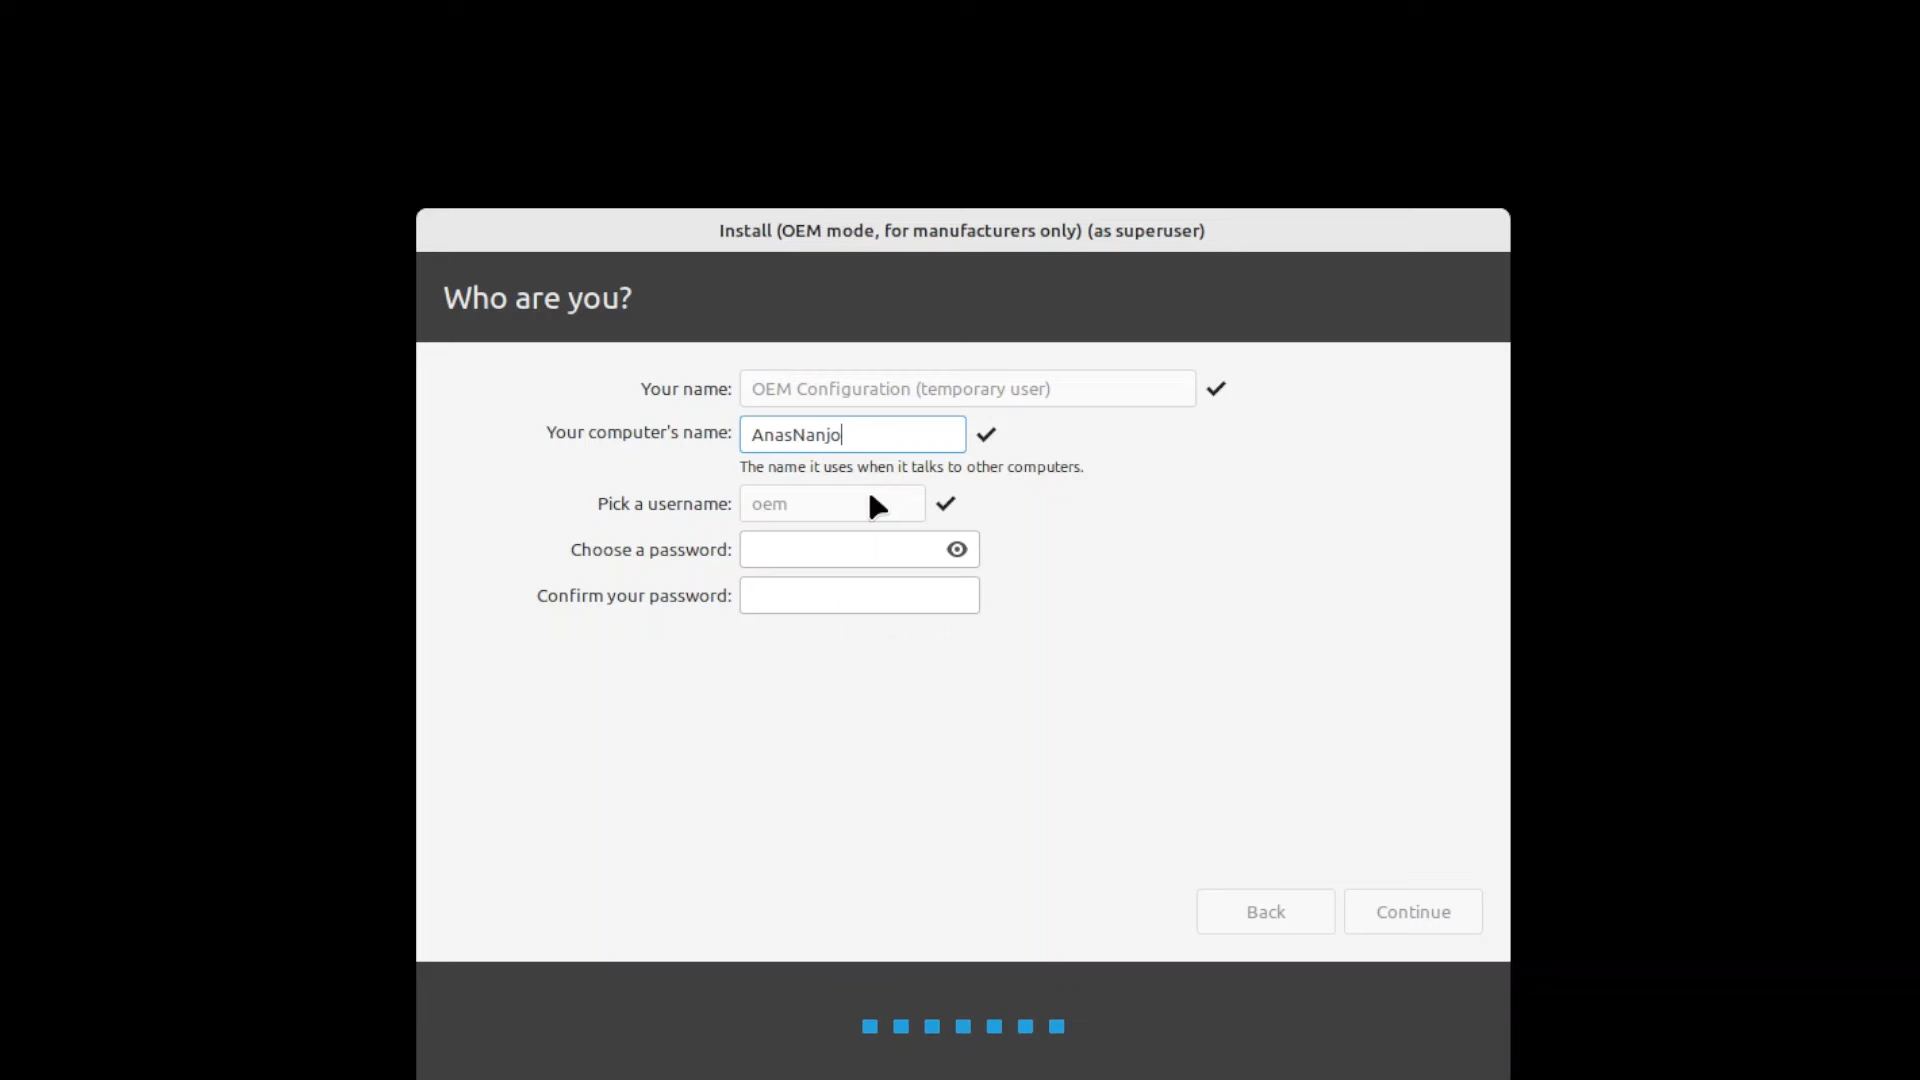 Install (OEM mode, for manufacturers only) (as superuser)
Who are you?
Your name: OEM Configuration (temporary user)
Your computer's name: AnasNanjo
The name it uses when it talks to other computers.
Pick a username: oem
Choose a password:
Confirm your password:
Back Continue